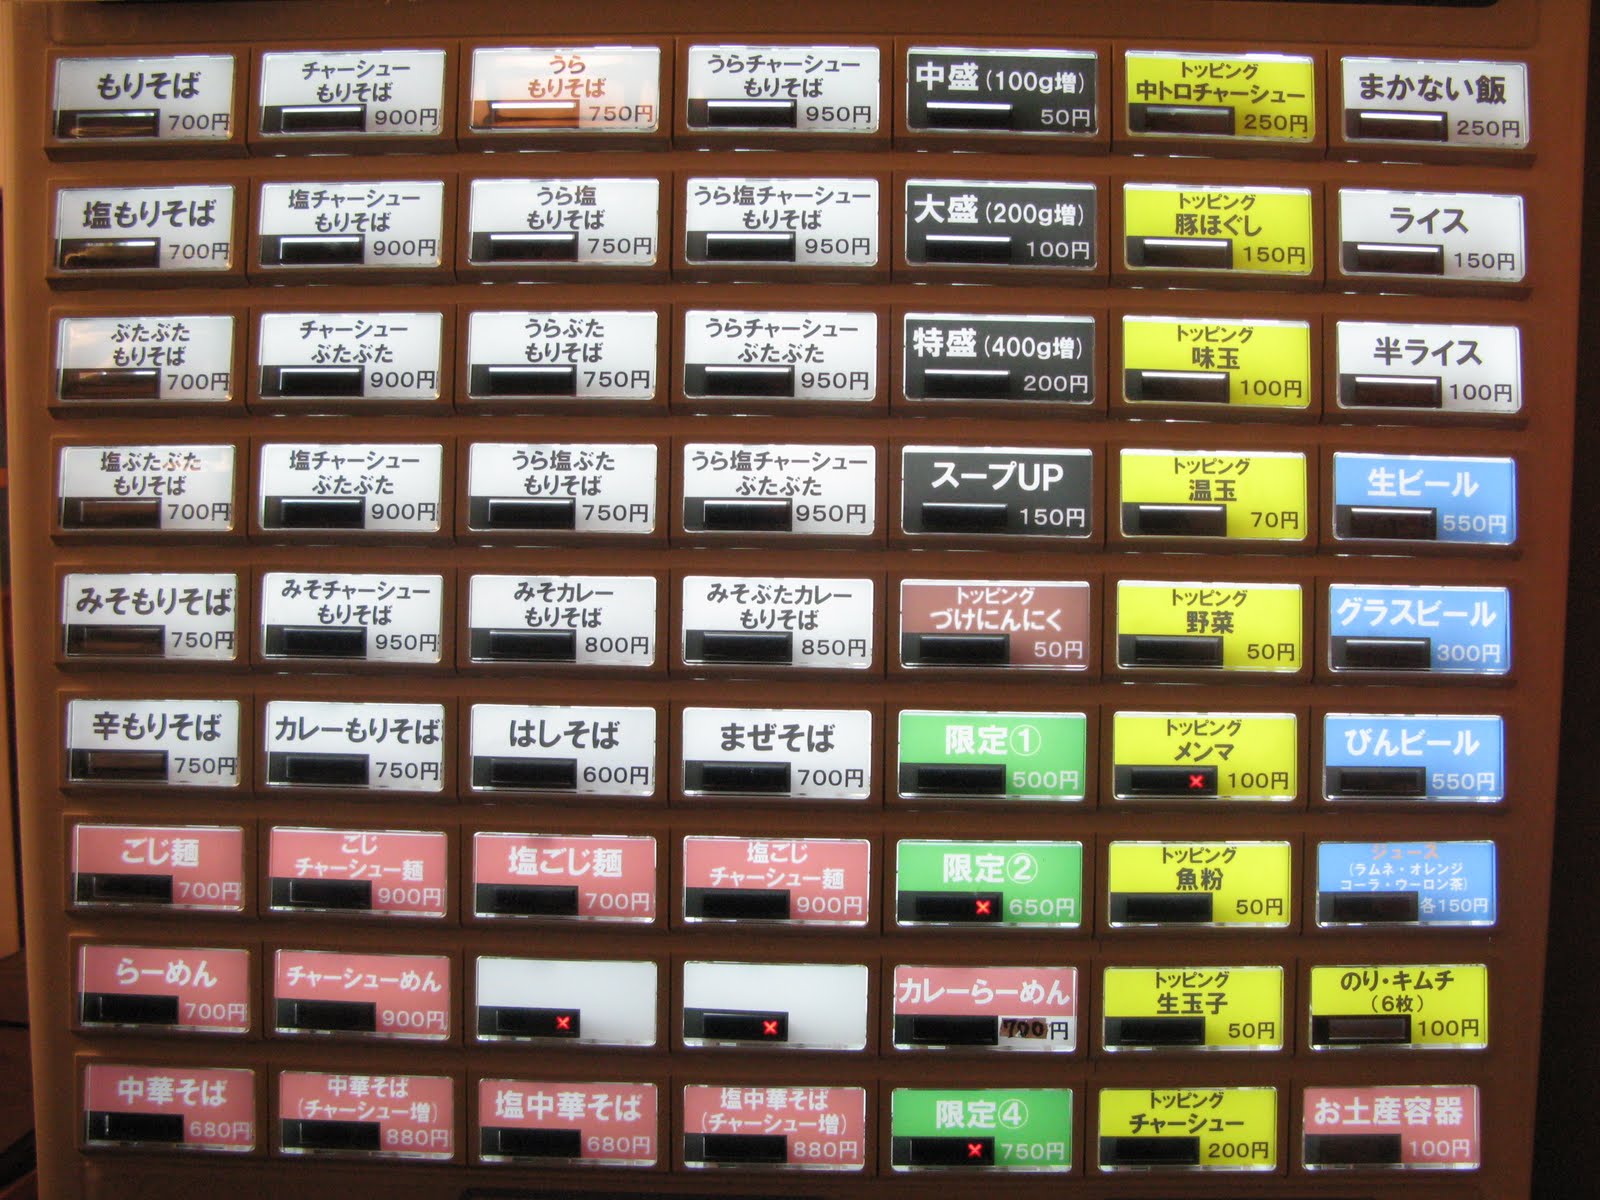 もりそば
700円
チャーシュー
もりそば
900円
うら
もりそば
750円
うらチャーシュー
もりそば
950円
中盛(100g増)
50円
トッピング
中トロチャーシュー
250円
まかない飯
250円
塩もりそば
700円
塩チャーシュー
もりそば
900円
うら塩
もりそば
750円
うら塩チャーシュー
もりそば
950円
大盛(200g増)
100円
トッピング
豚ほぐし
150円
ライス
150円
ぶたぶた
もりそば
700円
チャーシュー
ぶたぶた
900円
うらぶた
もりそば
750円
うらチャーシュー
ぶたぶた
950円
特盛(400g増)
200円
トッピング
味玉
100円
半ライス
100円
塩ぶたぶた
もりそば
700円
塩チャーシュー
ぶたぶた
900円
うら塩ぶた
もりそば
750円
うら塩チャーシュー
ぶたぶた
950円
スープUP
150円
トッピング
温玉
70円
生ビール
550円
みそもりそば
750円
みそチャーシュー
もりそば
950円
みそカレー
もりそば
800円
みそぶたカレー
もりそば
850円
トッピング
づけにんにく
50円
トッピング
野菜
50円
グラスビール
300円
辛もりそば
750円
カレーもりそば
750円
はしそば
600円
まぜそば
700円
限定①
500円
トッピング
メンマ
100円
びんビール
550円
ごじ麺
700円
ごじ
チャーシュー麺
900円
塩ごじ麺
700円
塩ごじ
チャーシュー麺
900円
限定②
650円
トッピング
魚粉
50円
ジュース
(ラムネ・オレンジ
コーラ・ウーロン茶)
各150円
らーめん
700円
チャーシューめん
900円
カレーらーめん
700円
トッピング
生玉子
50円
のり・キムチ
(6枚)
100円
中華そば
680円
中華そば
(チャーシュー増)
880円
塩中華そば
680円
塩中華そば
(チャーシュー増)
880円
限定④
750円
トッピング
チャーシュー
200円
お土産容器
100円